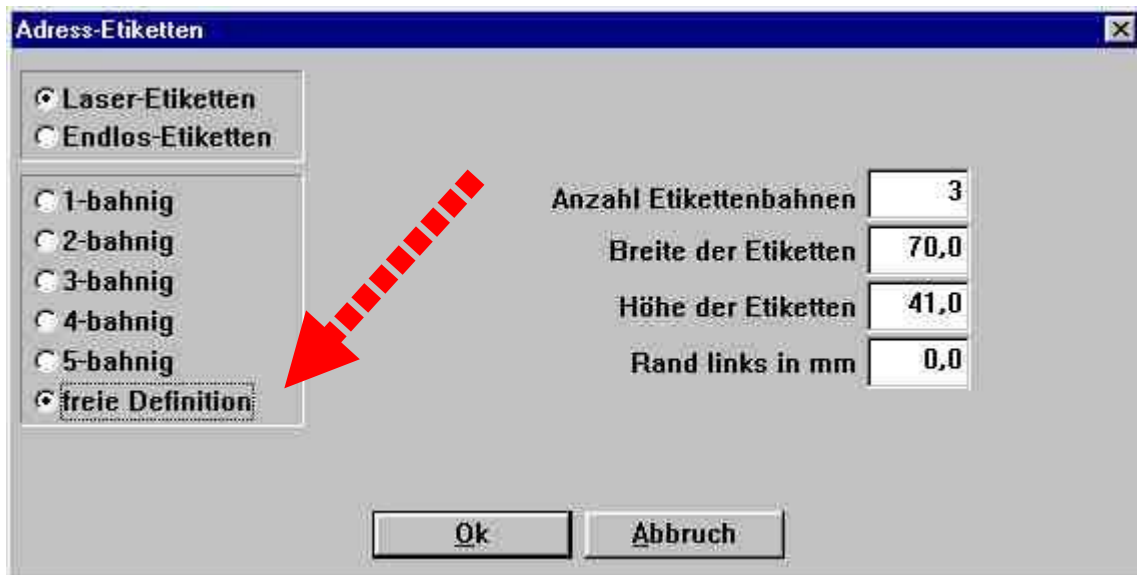 Adress-Etiketten
Laser-Etiketten
Endlos-Etiketten
1-bahnig
2-bahnig
3-bahnig
4-bahnig
5-bahnig
freie Definition
Anzahl Etikettenbahnen 3
Breite der Etiketten 70,0
Höhe der Etiketten 41,0
Rand links in mm 0,0
Ok Abbruch